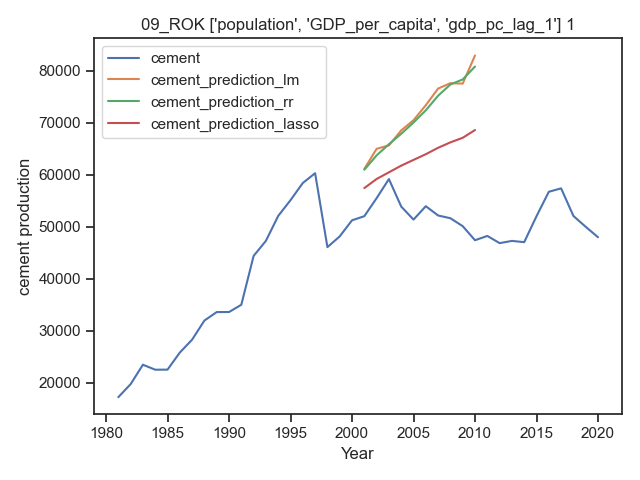 09_ROK ['population', 'GDP_per_capita', 'gdp_pc_lag_1'] 1
cement
cement_prediction_lm
cement_prediction_rr
cement_prediction_lasso
80000
70000
60000
50000
40000
30000
20000
cement production
1980 1985 1990 1995 2000 2005 2010 2015 2020
Year